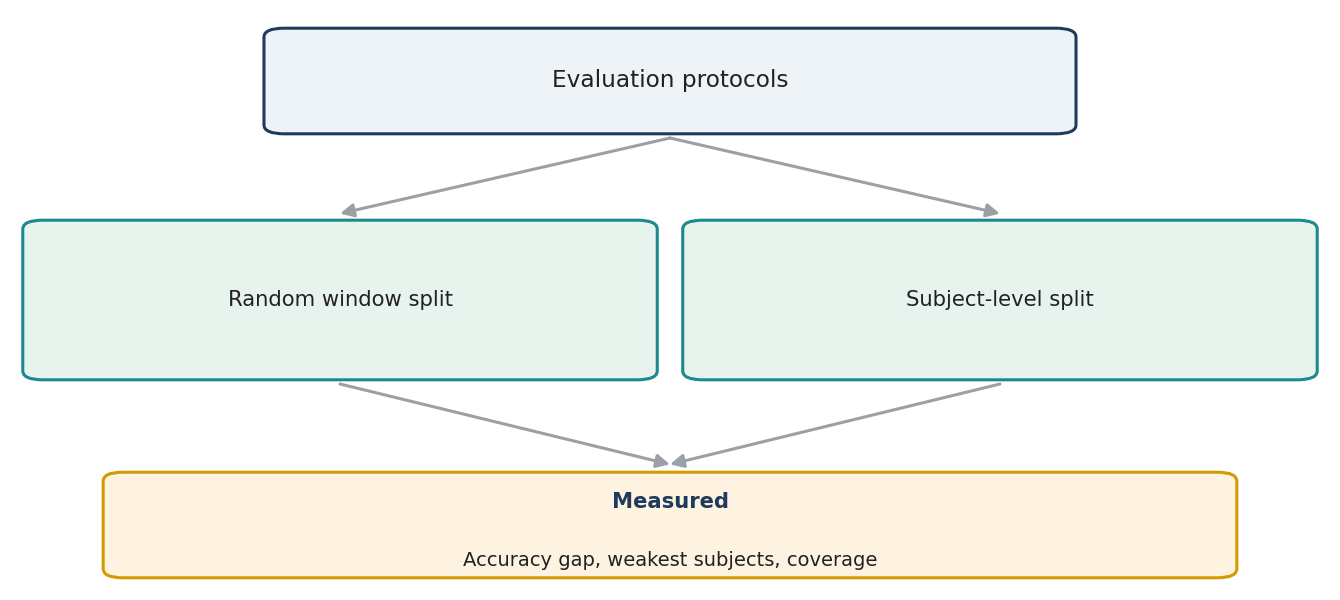 Evaluation protocols
Random window split
Subject-level split
Measured
Accuracy gap, weakest subjects, coverage